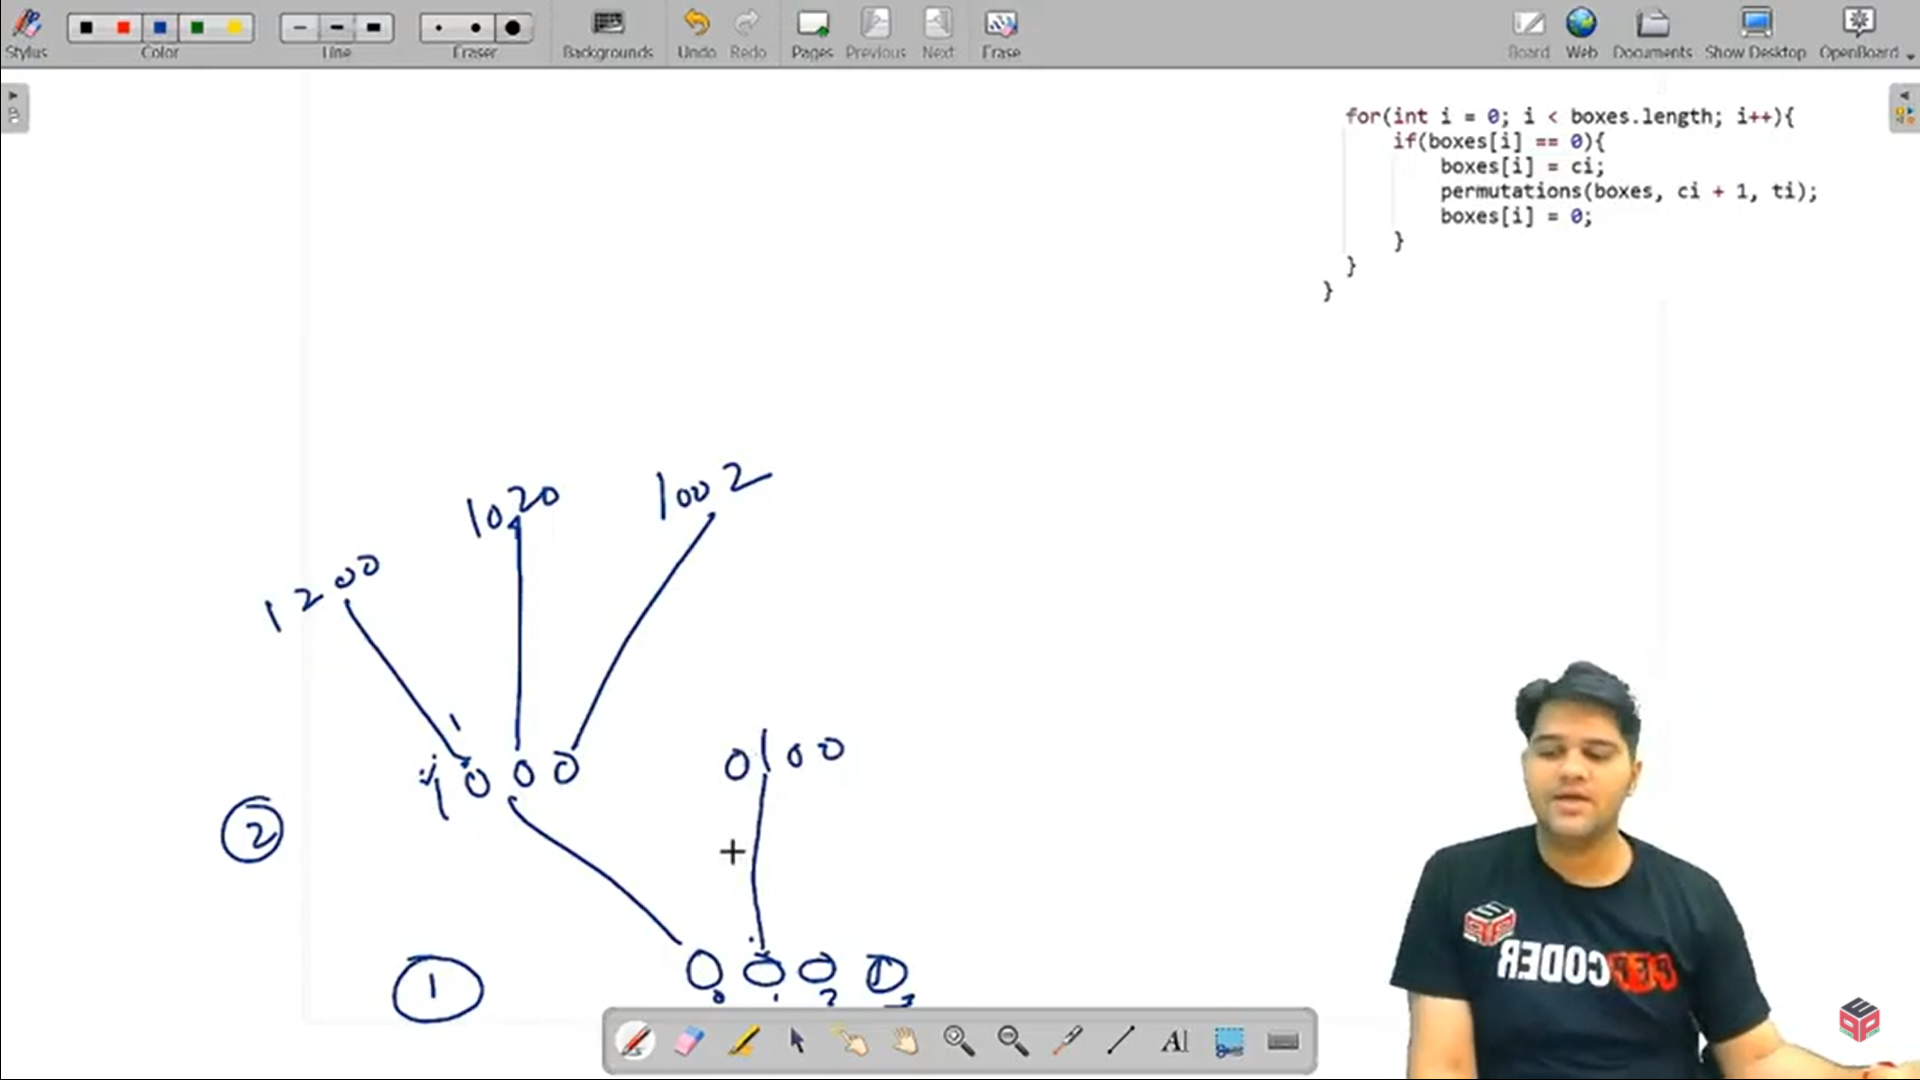 Stylus
Color
Line
Eraser
Backgrounds
Undo
Redo
Pages
Previous
Next
Erase
Board
Web
Documents
Show Desktop
OpenBoard
for(int i = 0; i < boxes.length; i++){
if(boxes[i] == 0){
boxes[i] = ci;
permutations(boxes, ci + 1, ti);
boxes[i] = 0;
}
}
}
1020
1002
1200
1000
0100
2
1
0 0 0 0
0 1 2 3
PEPCODER
AI